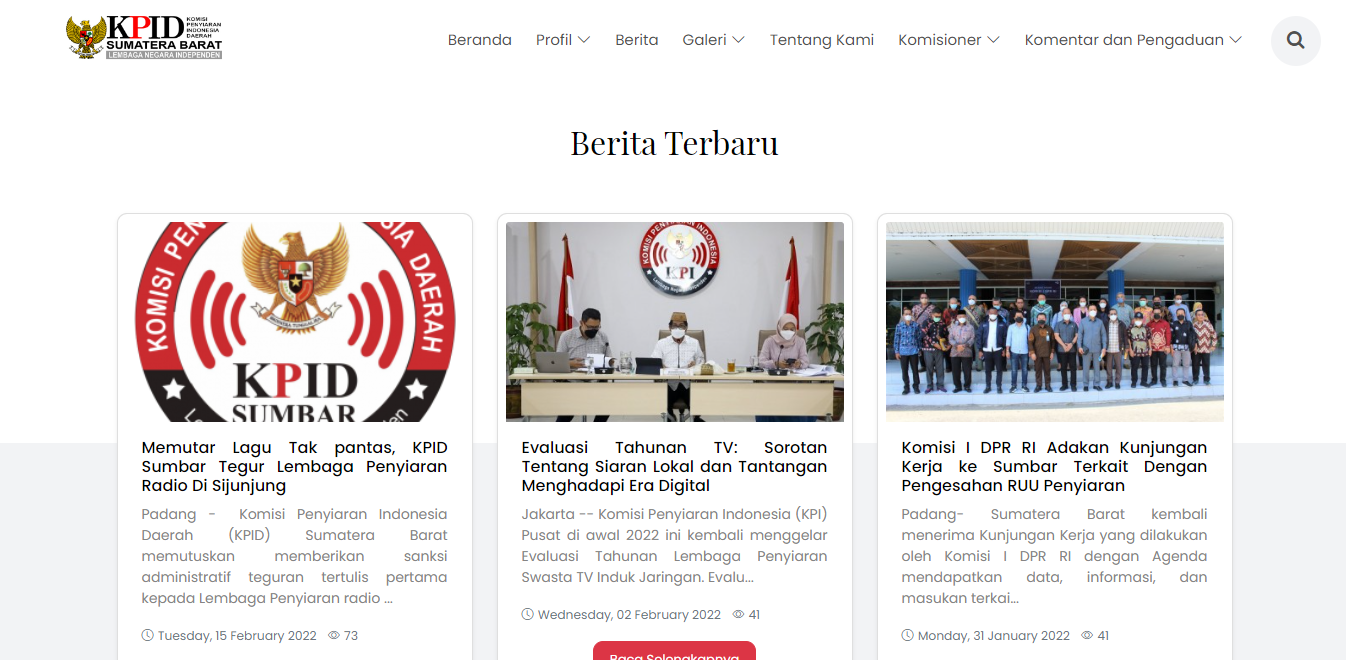 KPID
KOMISI
PENYIARAN
INDONESIA
DAERAH
SUMATERA BARAT
LEMBAGA NEGARA INDEPENDEN
Beranda Profil Berita Galeri Tentang Kami Komisioner Komentar dan Pengaduan
Berita Terbaru
KPID
SUMBAR
Memutar Lagu Tak pantas, KPID
Sumbar Tegur Lembaga Penyiaran
Radio Di Sijunjung
Padang - Komisi Penyiaran Indonesia
Daerah (KPID) Sumatera Barat
memutuskan memberikan sanksi
administratif teguran tertulis pertama
kepada Lembaga Penyiaran radio ...
Tuesday, 15 February 2022 73
KOMISI PENYIARAN INDONESIA
KPI
Evaluasi Tahunan TV: Sorotan
Tentang Siaran Lokal dan Tantangan
Menghadapi Era Digital
Jakarta -- Komisi Penyiaran Indonesia (KPI)
Pusat di awal 2022 ini kembali menggelar
Evaluasi Tahunan Lembaga Penyiaran
Swasta TV Induk Jaringan. Evalu...
Wednesday, 02 February 2022 41
Baca Selengkapnya
Komisi I DPR RI Adakan Kunjungan
Kerja ke Sumbar Terkait Dengan
Pengesahan RUU Penyiaran
Padang- Sumatera Barat kembali
menerima Kunjungan Kerja yang dilakukan
oleh Komisi I DPR RI dengan Agenda
mendapatkan data, informasi, dan
masukan terkai...
Monday, 31 January 2022 41